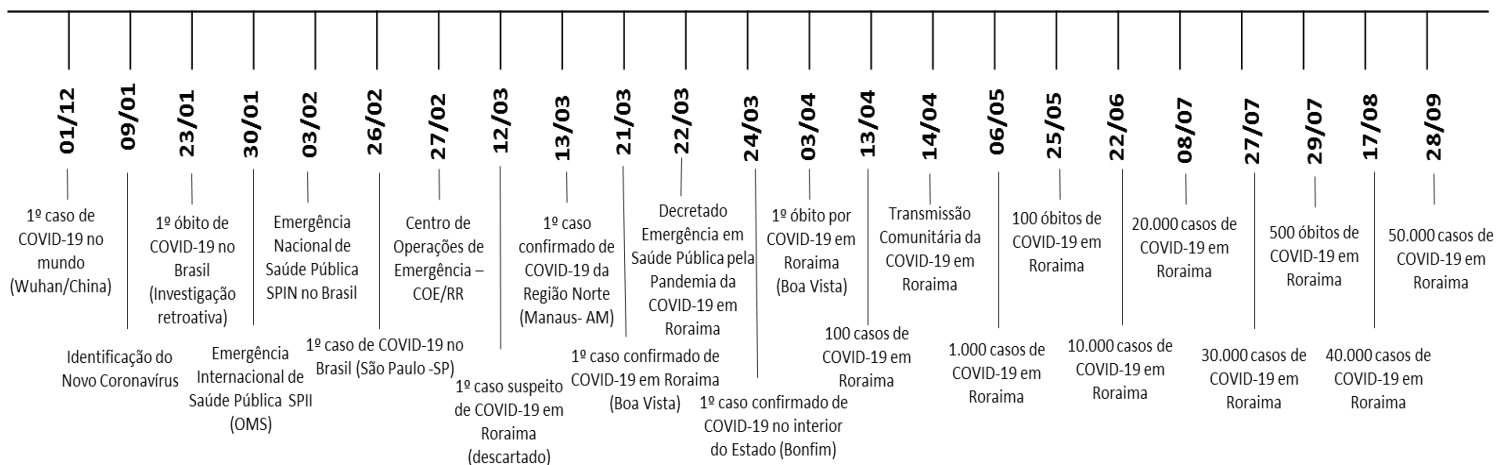 01/12
09/01
23/01
30/01
03/02
26/02
27/02
12/03
13/03
21/03
22/03
24/03
03/04
13/04
14/04
06/05
25/05
22/06
08/07
27/07
29/07
17/08
28/09
1º caso de
COVID-19 no
mundo
(Wuhan/China)
Identificação do
Novo Coronavírus
1º óbito de
COVID-19 no
Brasil
(Investigação
retroativa)
Emergência
Internacional de
Saúde Pública SPII
(OMS)
Emergência
Nacional de
Saúde Pública
SPIN no Brasil
1º caso de COVID-19 no
Brasil (São Paulo -SP)
Centro de
Operações de
Emergência –
COE/RR
1º caso suspeito
de COVID-19 em
Roraima
(descartado)
1º caso
confirmado de
COVID-19 da
Região Norte
(Manaus- AM)
1º caso confirmado de
COVID-19 em Roraima
(Boa Vista)
Decretado
Emergência em
Saúde Pública pela
Pandemia da
COVID-19 em
Roraima
1º caso confirmado de
COVID-19 no interior
do Estado (Bonfim)
1º óbito por
COVID-19 em
Roraima
(Boa Vista)
100 casos de
COVID-19 em
Roraima
Transmissão
Comunitária da
COVID-19 em
Roraima
1.000 casos de
COVID-19 em
Roraima
100 óbitos de
COVID-19 em
Roraima
10.000 casos de
COVID-19 em
Roraima
20.000 casos de
COVID-19 em
Roraima
30.000 casos de
COVID-19 em
Roraima
500 óbitos de
COVID-19 em
Roraima
40.000 casos de
COVID-19 em
Roraima
50.000 casos de
COVID-19 em
Roraima